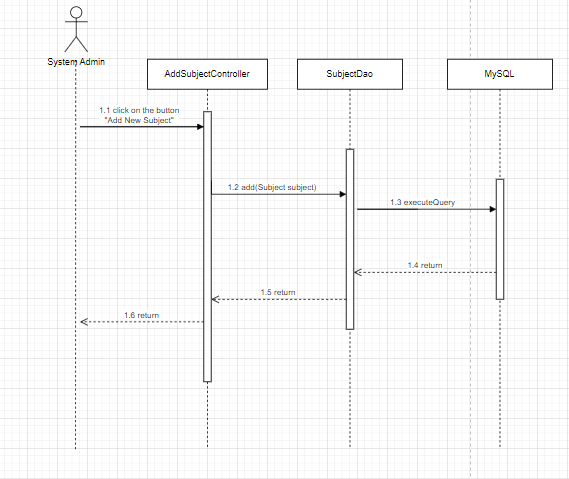 System Admin
AddSubjectController
SubjectDao
MySQL
1.1 click on the button
"Add New Subject"
1.2 add(Subject subject)
1.3 executeQuery
1.4 return
1.5 return
1.6 return